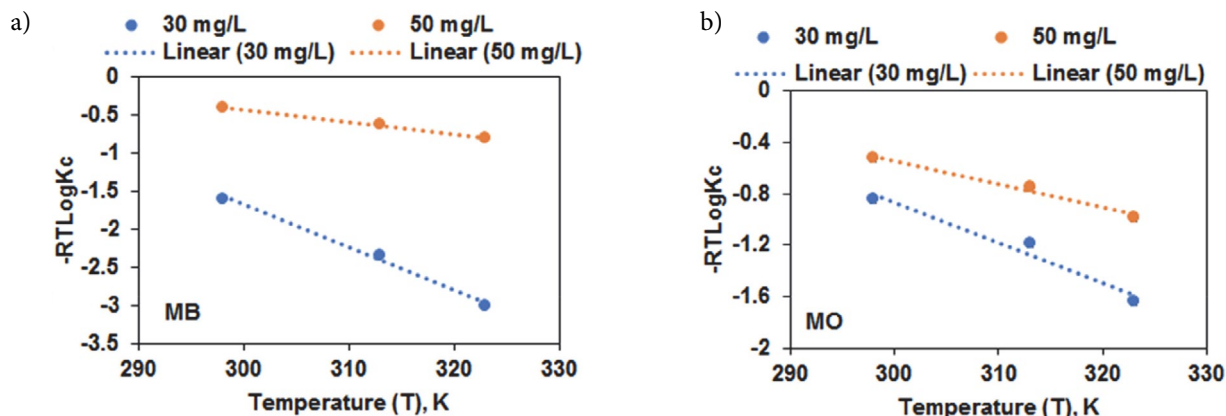 a)
30 mg/L 50 mg/L
Linear (30 mg/L) Linear (50 mg/L)
0
-0.5
-1
-1.5
-2
-2.5
-3
-3.5
-RTLogKc
MB
290 300 310 320 330
Temperature (T), K
b)
30 mg/L 50 mg/L
Linear (30 mg/L) Linear (50 mg/L)
0
-0.4
-0.8
-1.2
-1.6
-2
-RTLogKc
MO
290 300 310 320 330
Temperature (T), K